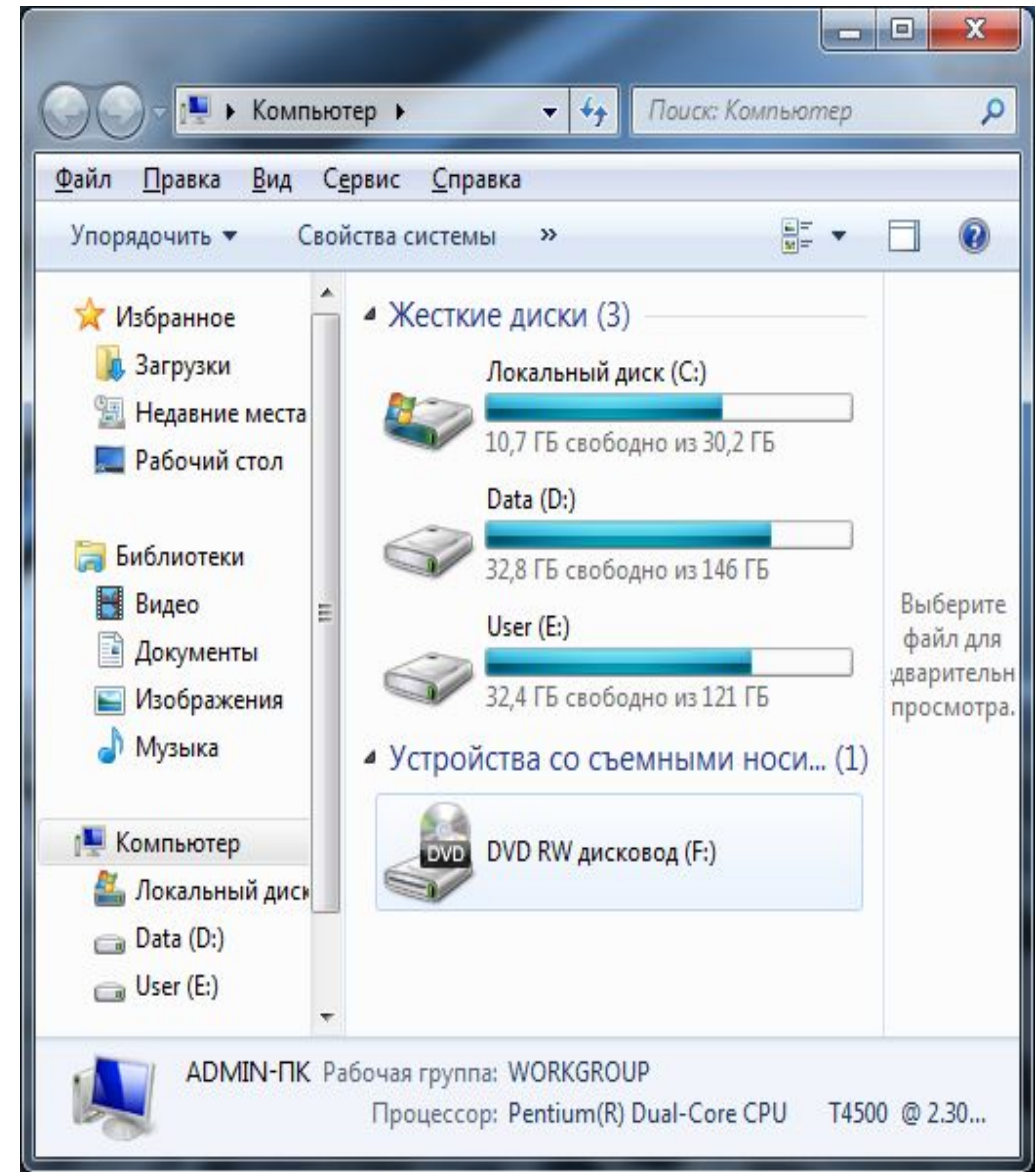 Компьютер
Поиск: Компьютер
Файл Правка Вид Сервис Справка
Упорядочить Свойства системы »
Избранное
Загрузки
Недавние места
Рабочий стол
Библиотеки
Видео
Документы
Изображения
Музыка
Компьютер
Локальный диск
Data (D:)
User (E:)
Жесткие диски (3)
Локальный диск (C:)
10,7 ГБ свободно из 30,2 ГБ
Data (D:)
32,8 ГБ свободно из 146 ГБ
User (E:)
32,4 ГБ свободно из 121 ГБ
Устройства со съемными носи... (1)
DVD
DVD RW дисковод (F:)
Выберите
файл для
дварительн
просмотра.
ADMIN-ПК Рабочая группа: WORKGROUP
Процессор: Pentium(R) Dual-Core CPU T4500 @ 2.30...